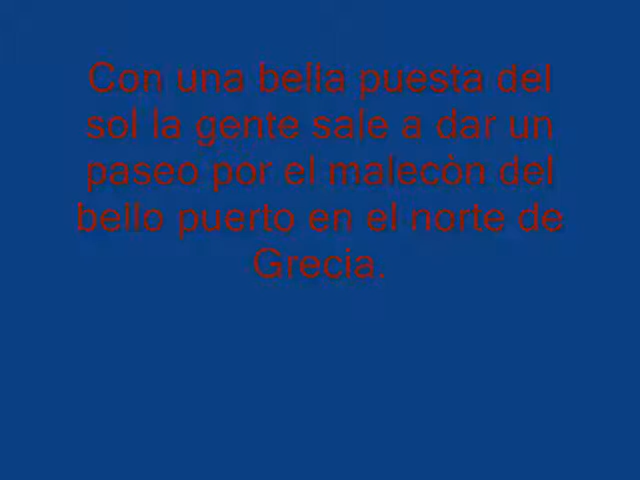 Con una bella puesta del
sol la gente sale a dar un
paseo por el malecòn del
bello puerto en el norte de
Grecia.